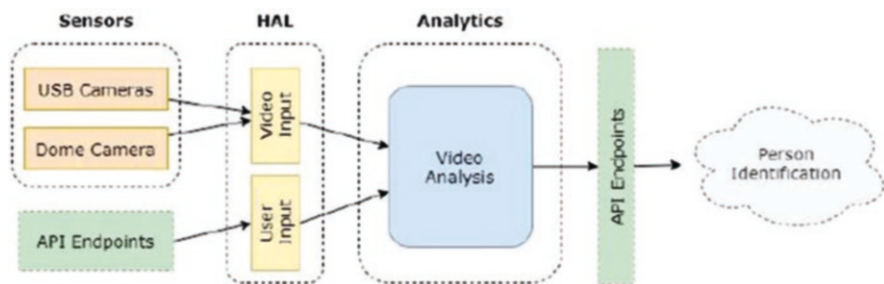 Sensors
HAL
Analytics
USB Cameras
Dome Camera
API Endpoints
Video
Input
User
Input
Video
Analysis
API Endpoints
Person
Identification